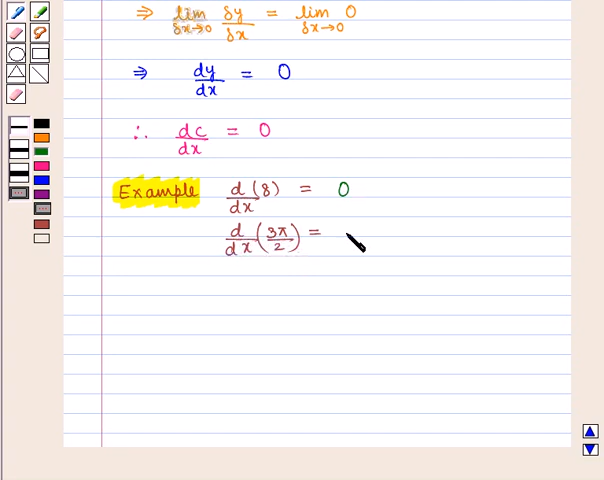 ⇒ lim δx→0 δy/δx = lim δx→0 0
⇒ dy/dx = 0
∴ dc/dx = 0
Example d/dx (8) = 0
d/dx (3π/2) =